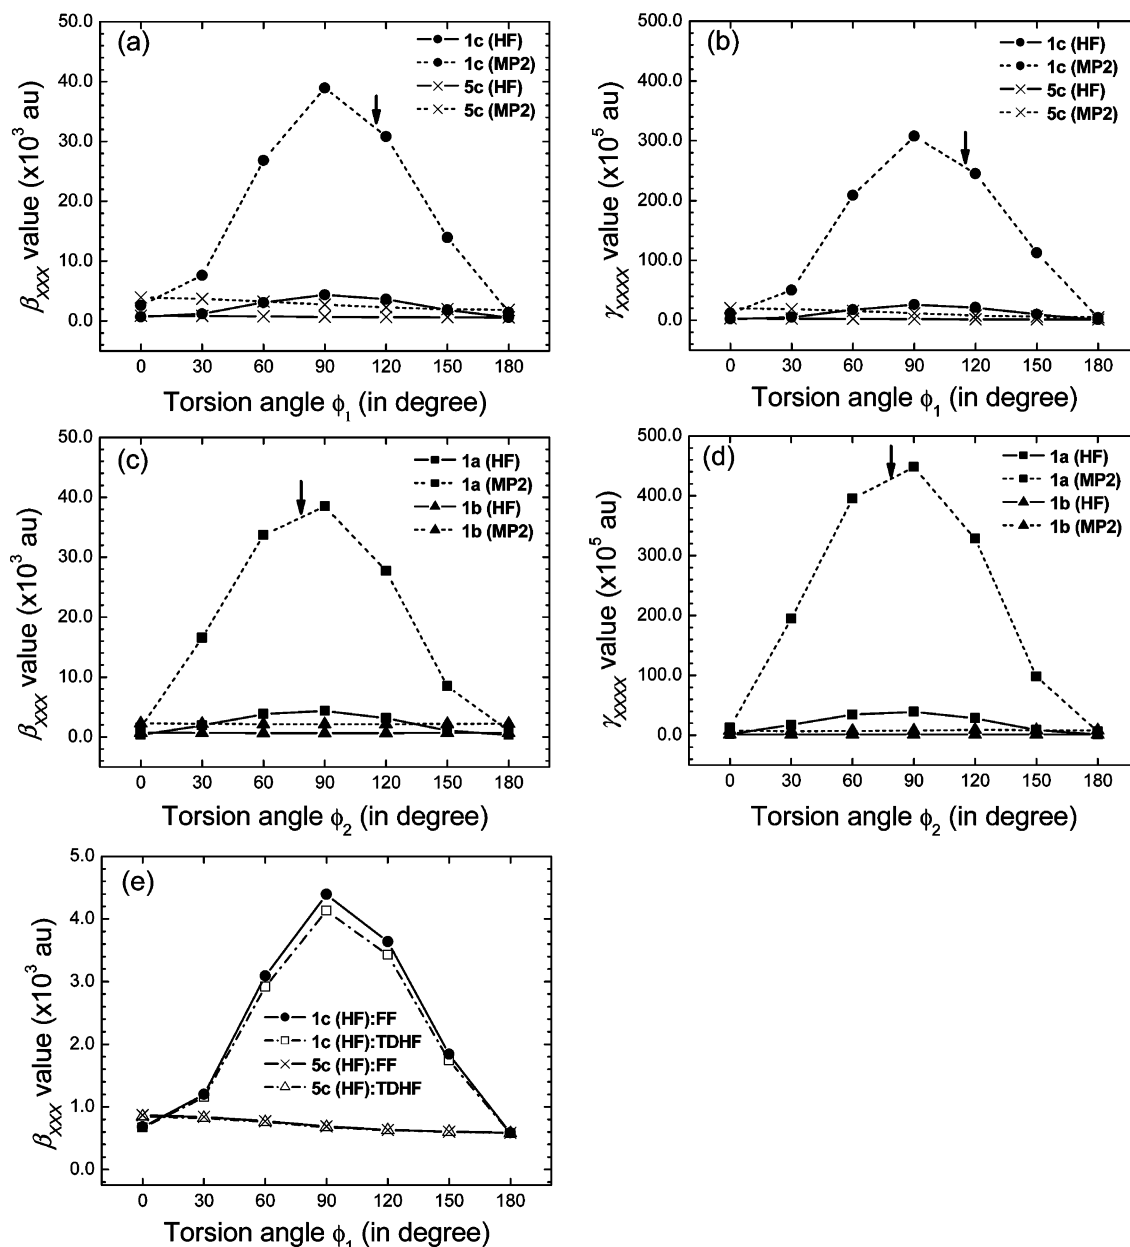 (a)
1c (HF)
1c (MP2)
5c (HF)
5c (MP2)
50.0
40.0
30.0
20.0
10.0
0.0
βXXX value (x10³ au)
0 30 60 90 120 150 180
Torsion angle ϕ₁ (in degree)
(b)
1c (HF)
1c (MP2)
5c (HF)
5c (MP2)
500.0
400.0
300.0
200.0
100.0
0.0
γXXXX value (x10⁵ au)
0 30 60 90 120 150 180
Torsion angle ϕ₁ (in degree)
(c)
1a (HF)
1a (MP2)
1b (HF)
1b (MP2)
50.0
40.0
30.0
20.0
10.0
0.0
βXXX value (x10³ au)
0 30 60 90 120 150 180
Torsion angle ϕ₂ (in degree)
(d)
1a (HF)
1a (MP2)
1b (HF)
1b (MP2)
500.0
400.0
300.0
200.0
100.0
0.0
γXXXX value (x10⁵ au)
0 30 60 90 120 150 180
Torsion angle ϕ₂ (in degree)
(e)
1c (HF):FF
1c (HF):TDHF
5c (HF):FF
5c (HF):TDHF
5.0
4.0
3.0
2.0
1.0
0.0
βXXX value (x10³ au)
0 30 60 90 120 150 180
Torsion angle ϕ₁ (in degree)